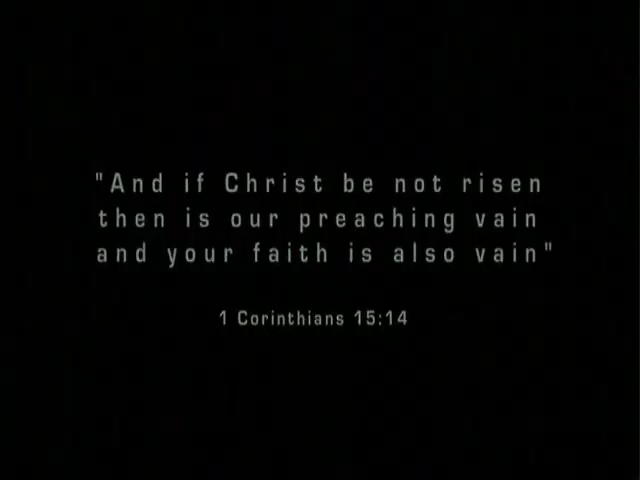 "And if Christ be not risen
then is our preaching vain
and your faith is also vain"
1 Corinthians 15:14